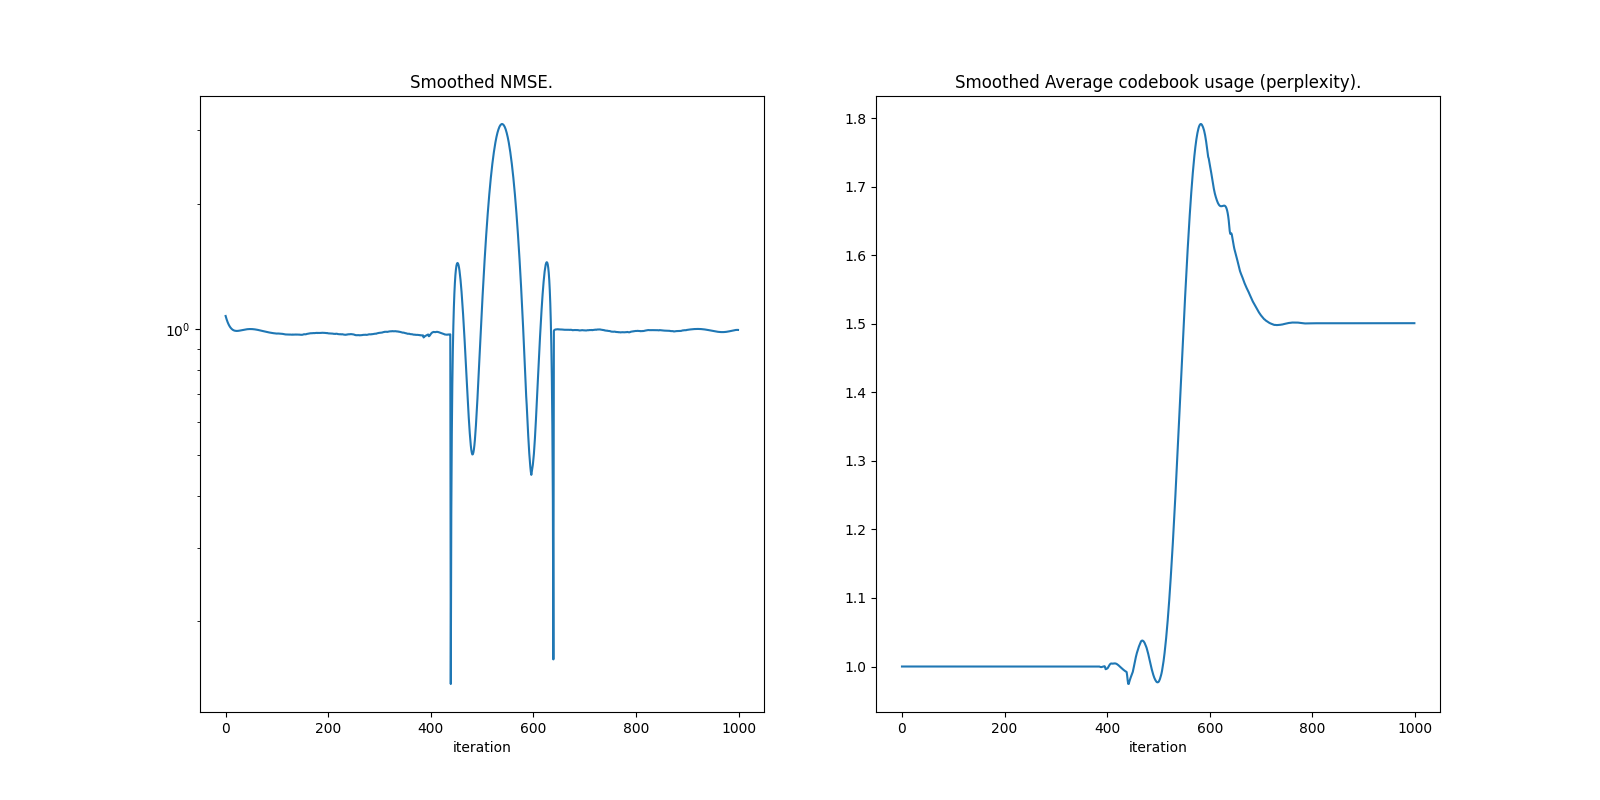 Smoothed NMSE.
10⁰
0 200 400 600 800 1000
iteration
Smoothed Average codebook usage (perplexity).
1.8
1.7
1.6
1.5
1.4
1.3
1.2
1.1
1.0
0 200 400 600 800 1000
iteration